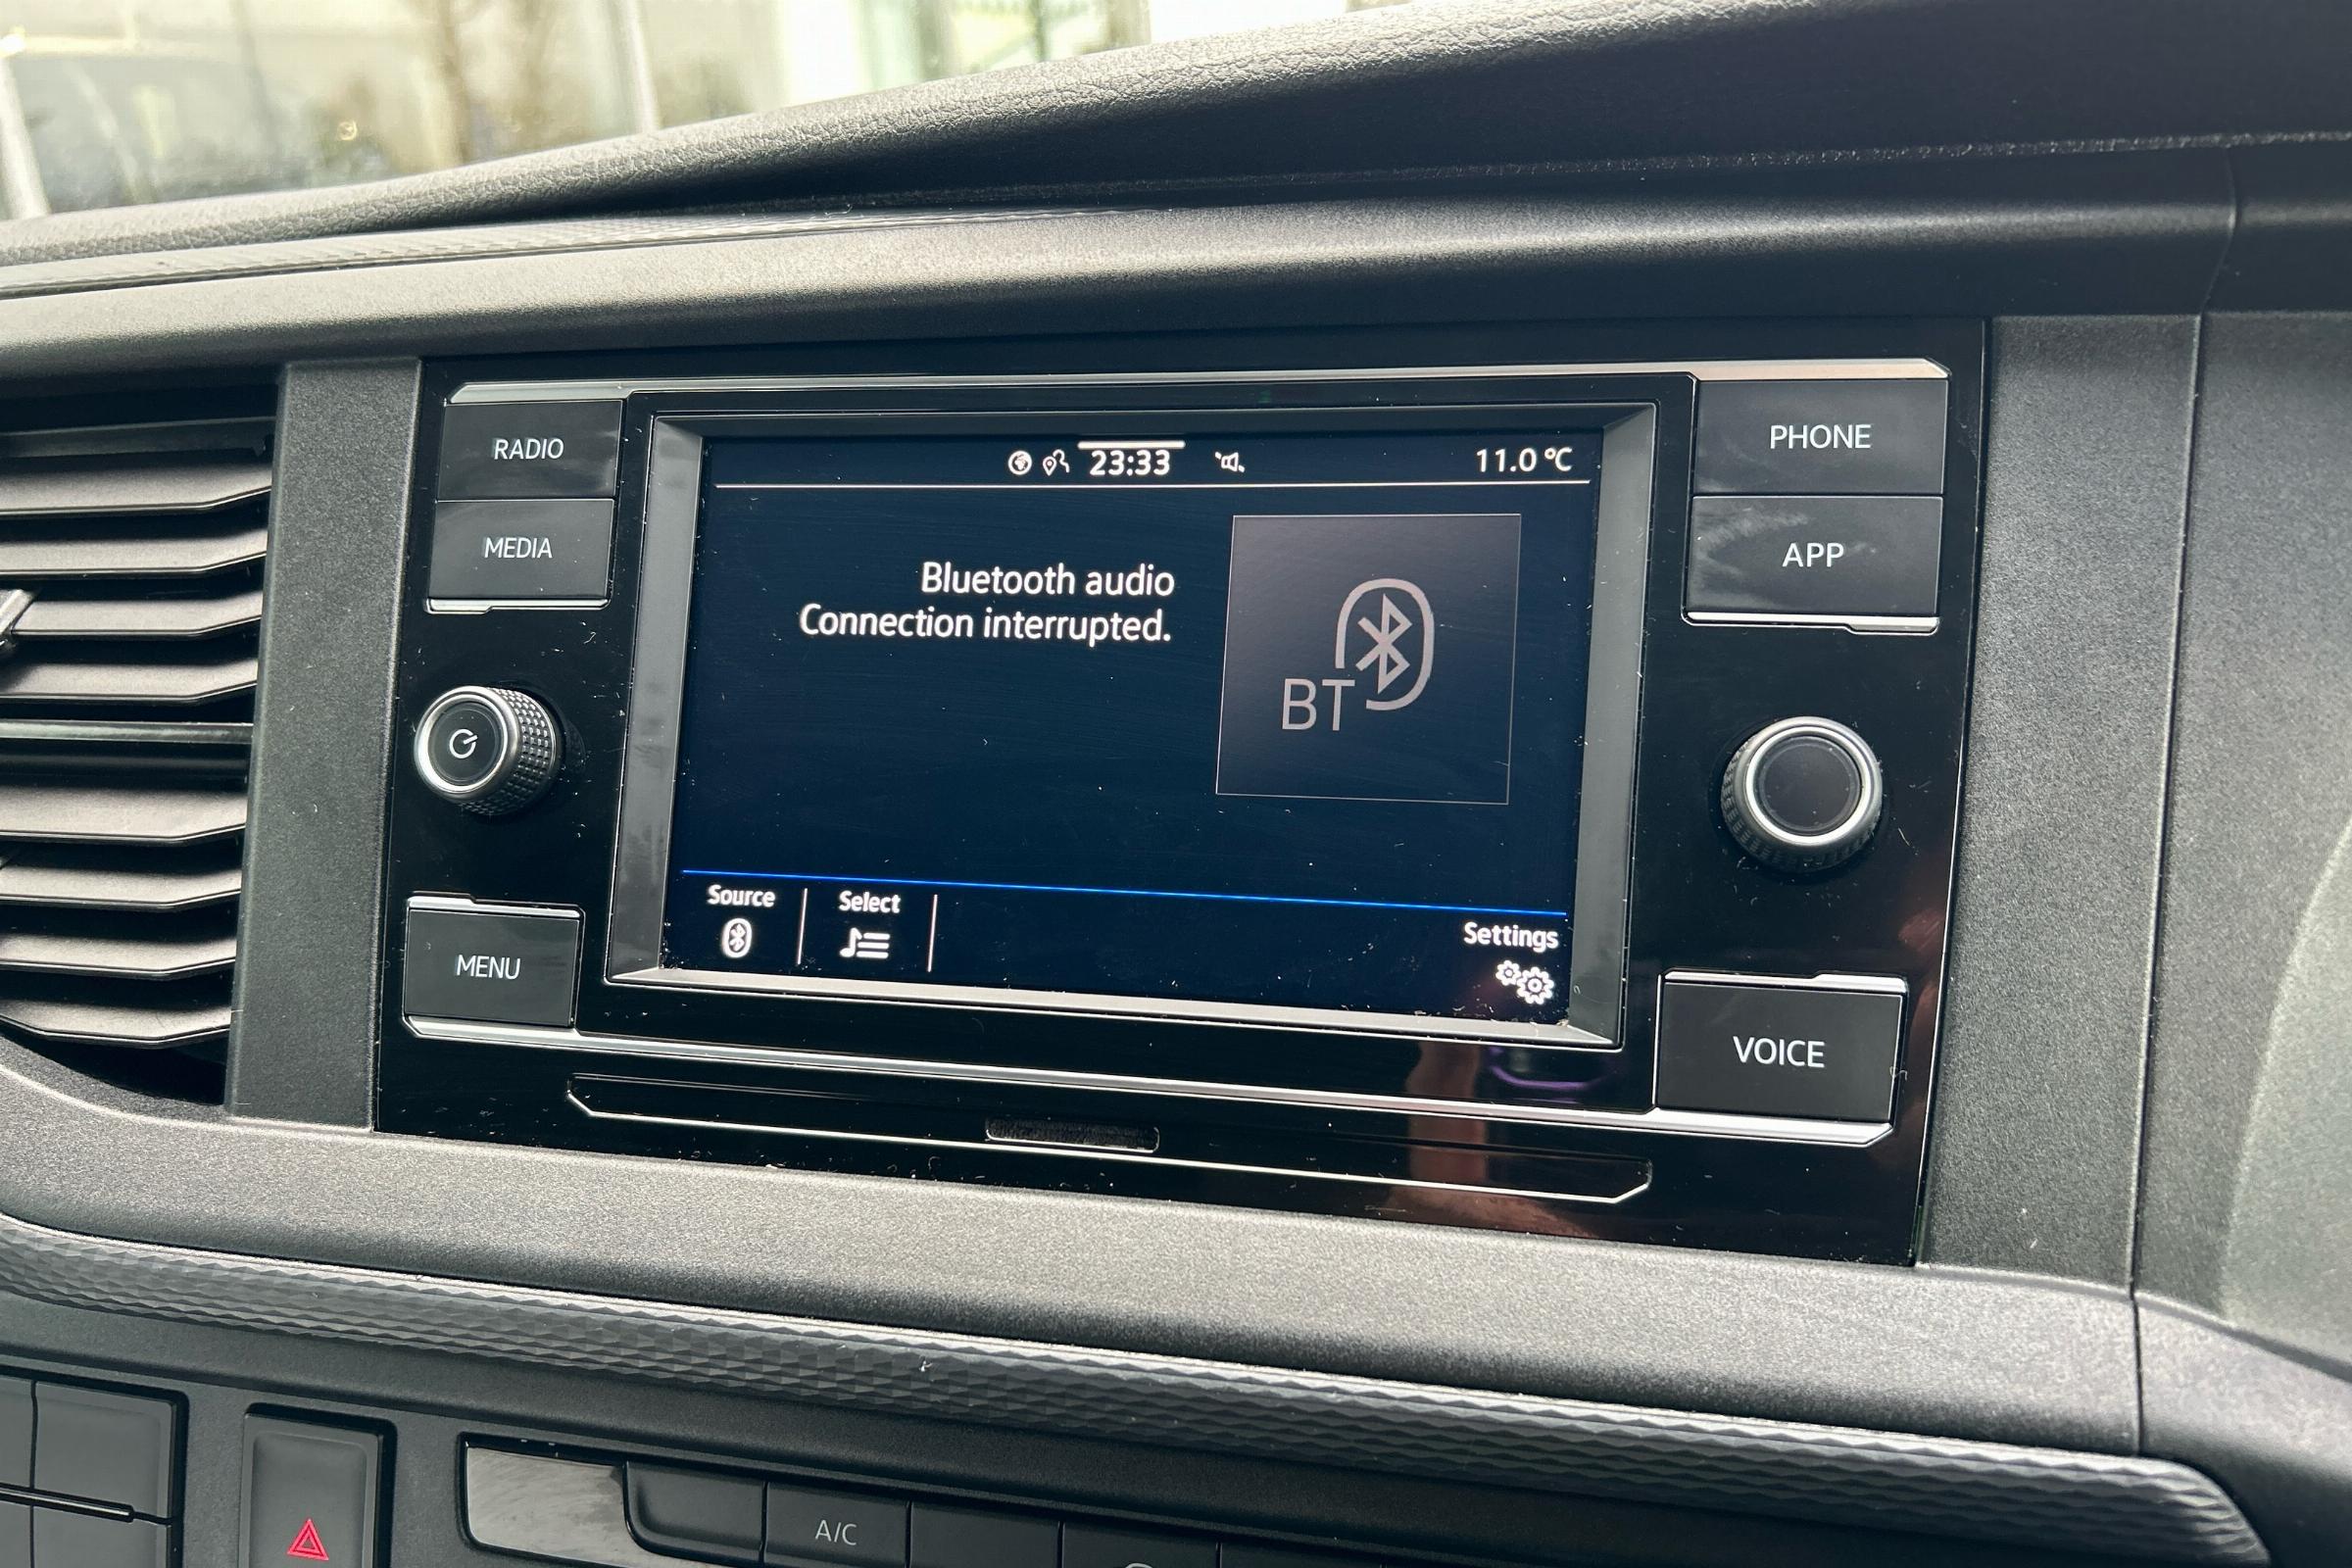 RADIO
MEDIA
MENU
23:33
11.0 °C
Bluetooth audio
Connection interrupted.
BT
Source
Select
Settings
PHONE
APP
VOICE
A/C